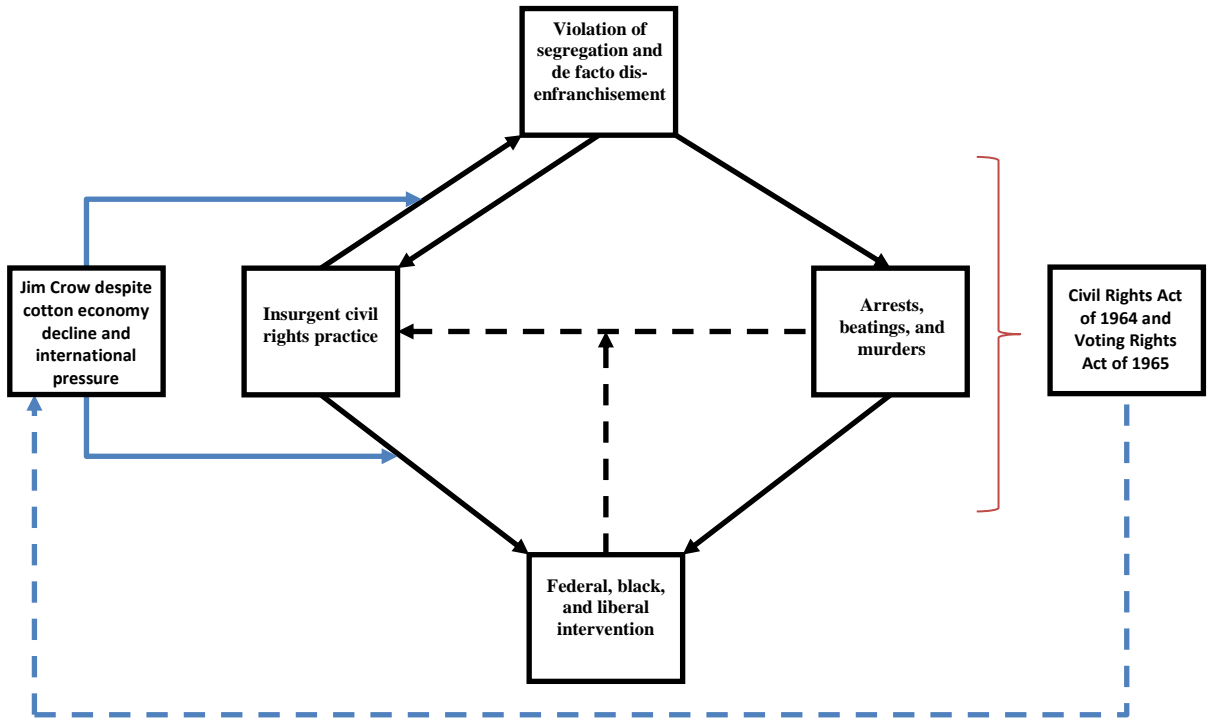 Violation of
segregation and
de facto dis-
enfranchisement
Jim Crow despite
cotton economy
decline and
international
pressure
Insurgent civil
rights practice
Arrests,
beatings, and
murders
Civil Rights Act
of 1964 and
Voting Rights
Act of 1965
Federal, black,
and liberal
intervention